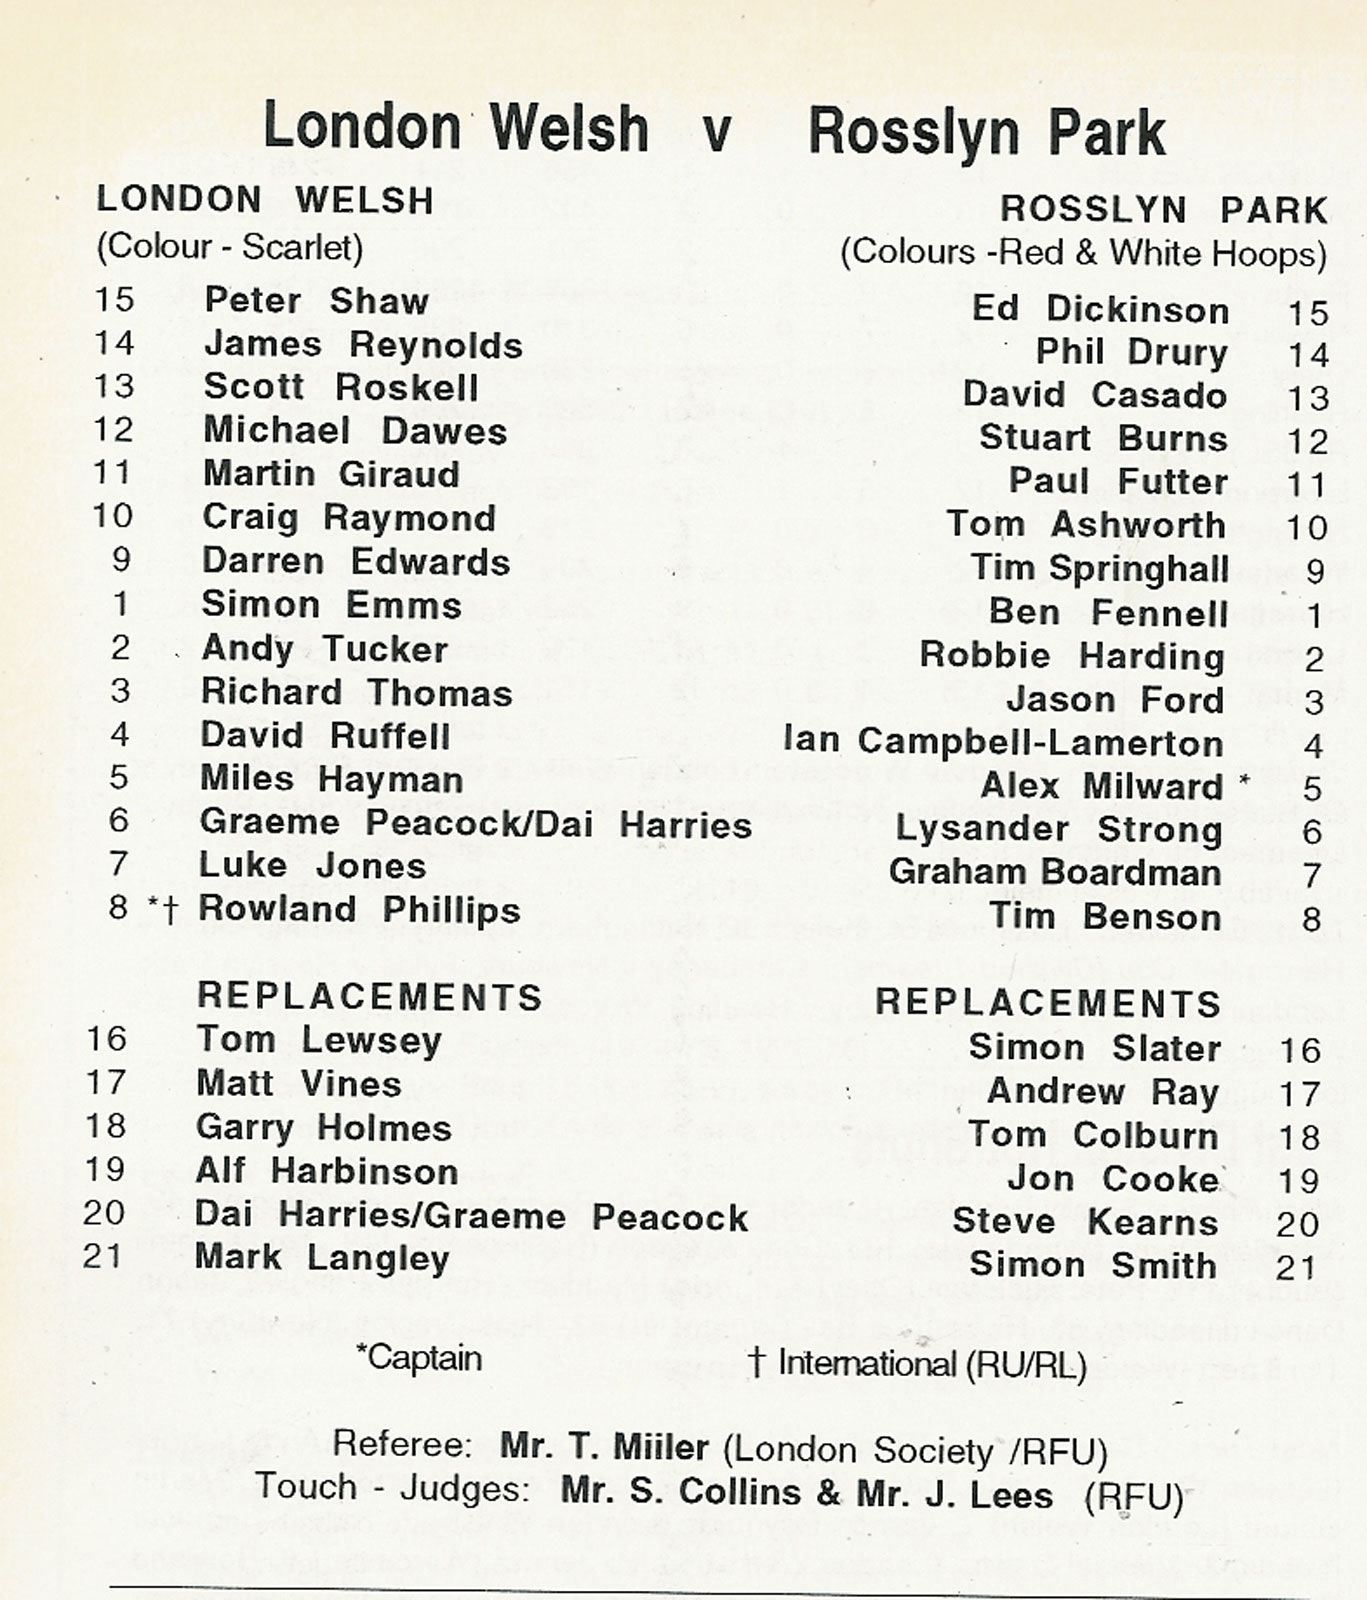 London Welsh v Rosslyn Park
LONDON WELSH
ROSSLYN PARK
(Colour - Scarlet)
(Colours -Red & White Hoops)
15 Peter Shaw Ed Dickinson 15
14 James Reynolds Phil Drury 14
13 Scott Roskell David Casado 13
12 Michael Dawes Stuart Burns 12
11 Martin Giraud Paul Futter 11
10 Craig Raymond Tom Ashworth 10
9 Darren Edwards Tim Springhall 9
1 Simon Emms Ben Fennell 1
2 Andy Tucker Robbie Harding 2
3 Richard Thomas Jason Ford 3
4 David Ruffell Ian Campbell-Lamerton 4
5 Miles Hayman Alex Milward * 5
6 Graeme Peacock/Dai Harries Lysander Strong 6
7 Luke Jones Graham Boardman 7
8 *† Rowland Phillips Tim Benson 8
REPLACEMENTS REPLACEMENTS
16 Tom Lewsey Simon Slater 16
17 Matt Vines Andrew Ray 17
18 Garry Holmes Tom Colburn 18
19 Alf Harbinson Jon Cooke 19
20 Dai Harries/Graeme Peacock Steve Kearns 20
21 Mark Langley Simon Smith 21
*Captain † International (RU/RL)
Referee: Mr. T. Miiler (London Society /RFU)
Touch - Judges: Mr. S. Collins & Mr. J. Lees (RFU)